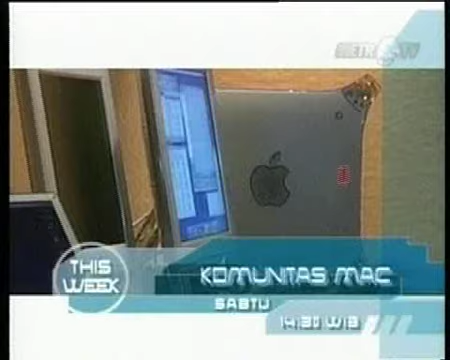 METRO TV
THIS WEEK
KOMUNITAS MAC
SABTU
14:30 WIB